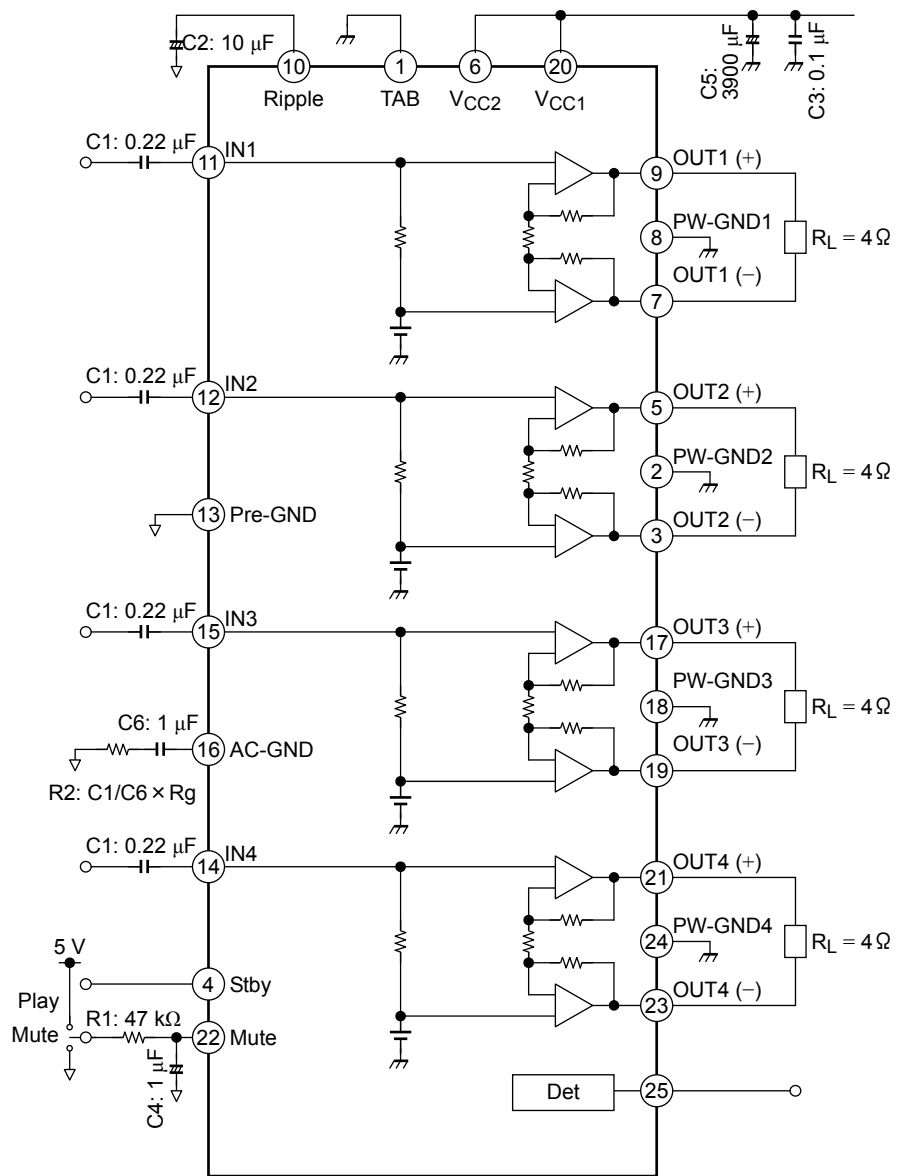 C2: 10 μF
C5: 3900 μF
C3: 0.1 μF
10
1
6
20
Ripple
TAB
VCC2
VCC1
C1: 0.22 μF
11
IN1
9
OUT1 (+)
8
PW-GND1
RL = 4 Ω
OUT1 (−)
7
C1: 0.22 μF
12
IN2
5
OUT2 (+)
2
PW-GND2
RL = 4 Ω
13
Pre-GND
3
OUT2 (−)
C1: 0.22 μF
15
IN3
17
OUT3 (+)
18
PW-GND3
RL = 4 Ω
C6: 1 μF
16
AC-GND
OUT3 (−)
19
R2: C1/C6 × Rg
C1: 0.22 μF
14
IN4
21
OUT4 (+)
24
PW-GND4
RL = 4 Ω
5 V
4
Stby
23
OUT4 (−)
Play
Mute
R1: 47 kΩ
22
Mute
C4: 1 μF
Det
25